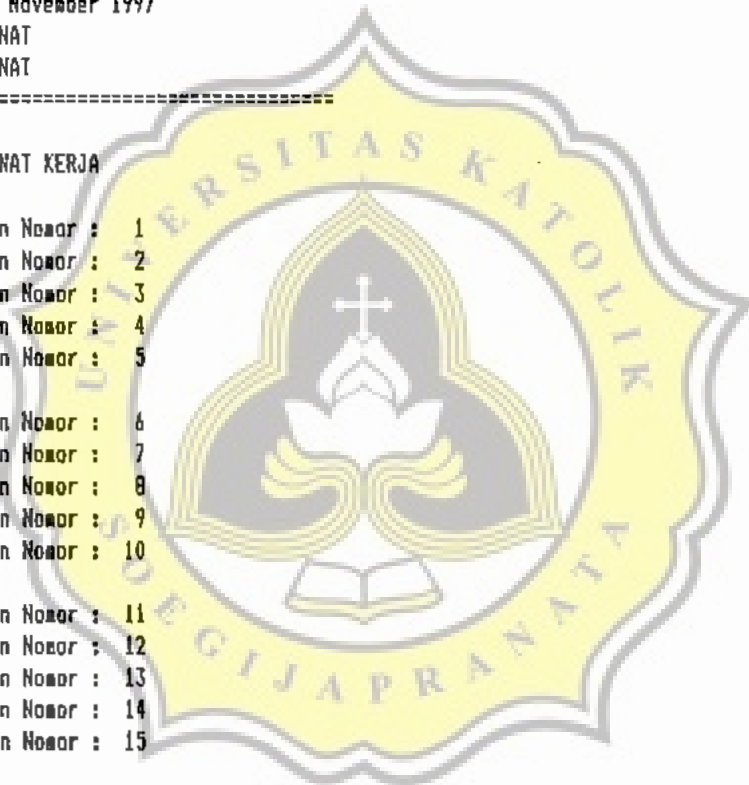 November 1997
NAT
NAT
==============================
NAT KERJA
n Nomor : 1
n Nomor : 2
n Nomor : 3
n Nomor : 4
n Nomor : 5
n Nomor : 6
n Nomor : 7
n Nomor : 8
n Nomor : 9
n Nomor : 10
n Nomor : 11
n Nomor : 12
n Nomor : 13
n Nomor : 14
n Nomor : 15
UNIVERSITAS KATOLIK
SOEGIJAPRANATA